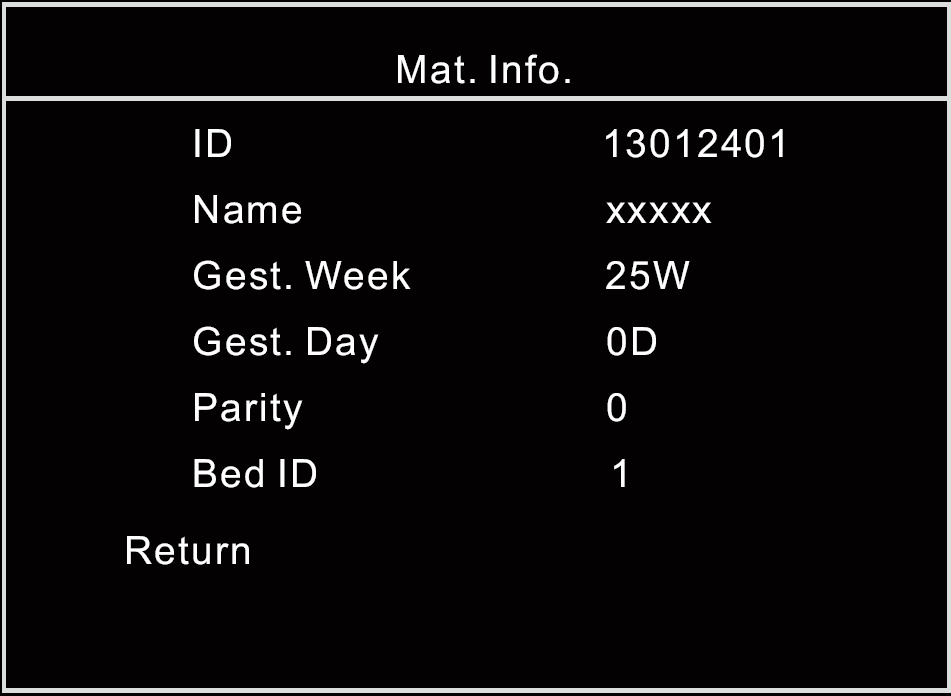 Mat. Info.
ID 13012401
Name xxxxx
Gest. Week 25W
Gest. Day 0D
Parity 0
Bed ID 1
Return